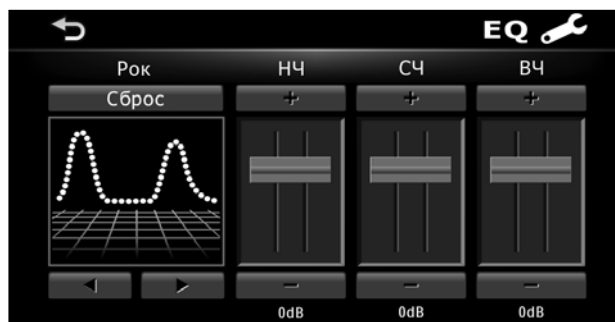 EQ
Рок НЧ СЧ ВЧ
Сброс + + +
− − −
0dB 0dB 0dB